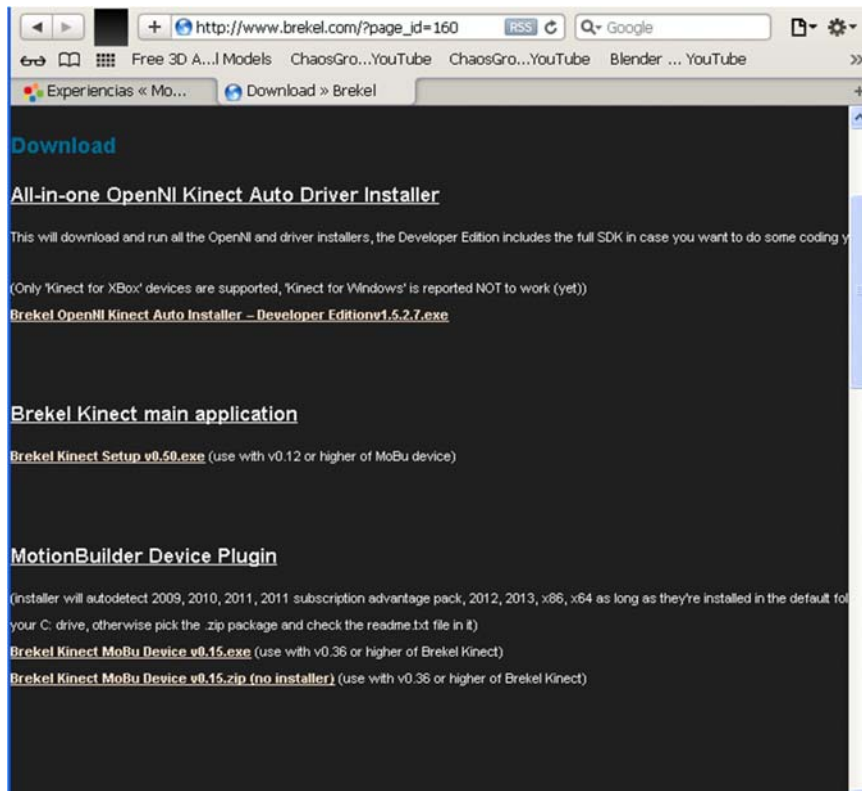 http://www.brekel.com/?page_id=160 RSS Google
Free 3D A...l Models ChaosGro...YouTube ChaosGro...YouTube Blender ... YouTube
Experiencias « Mo... Download » Brekel
Download
All-in-one OpenNI Kinect Auto Driver Installer
This will download and run all the OpenNI and driver installers, the Developer Edition includes the full SDK in case you want to do some coding y
(Only 'Kinect for XBox' devices are supported, 'Kinect for Windows' is reported NOT to work (yet))
Brekel OpenNI Kinect Auto Installer – Developer Editionv1.5.2.7.exe
Brekel Kinect main application
Brekel Kinect Setup v0.50.exe (use with v0.12 or higher of MoBu device)
MotionBuilder Device Plugin
(installer will autodetect 2009, 2010, 2011, 2011 subscription advantage pack, 2012, 2013, x86, x64 as long as they're installed in the default fol
your C: drive, otherwise pick the .zip package and check the readme.txt file in it)
Brekel Kinect MoBu Device v0.15.exe (use with v0.36 or higher of Brekel Kinect)
Brekel Kinect MoBu Device v0.15.zip (no installer) (use with v0.36 or higher of Brekel Kinect)